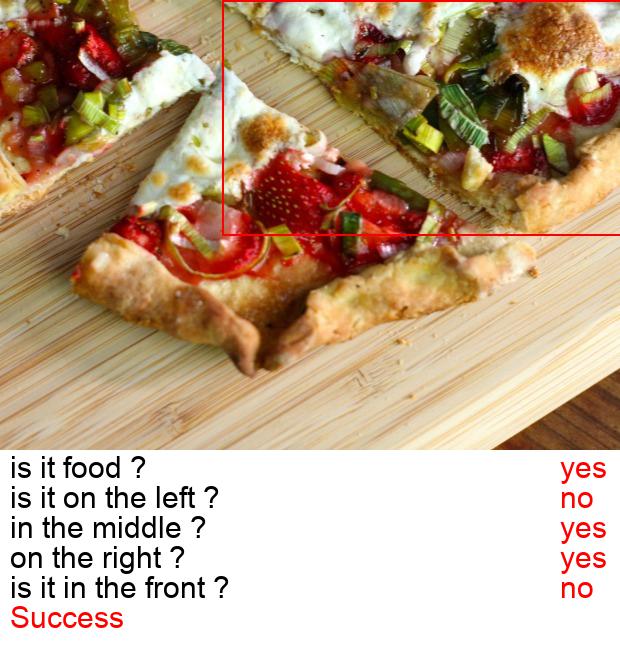 is it food ? yes
is it on the left ? no
in the middle ? yes
on the right ? yes
is it in the front ? no
Success